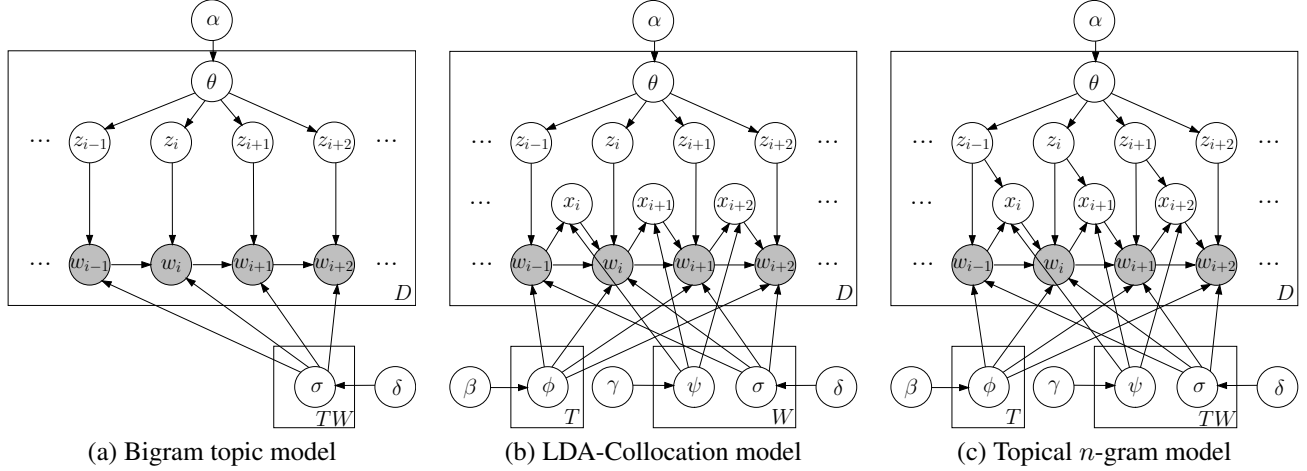 α α α
θ θ θ
... z_{i−1} z_i z_{i+1} z_{i+2} ... ... z_{i−1} z_i z_{i+1} z_{i+2} ... ... z_{i−1} z_i z_{i+1} z_{i+2} ...
... x_i x_{i+1} x_{i+2} ... ... x_i x_{i+1} x_{i+2} ...
... w_{i−1} w_i w_{i+1} w_{i+2} ... ... w_{i−1} w_i w_{i+1} w_{i+2} ... ... w_{i−1} w_i w_{i+1} w_{i+2} ...
D D D
σ δ β ϕ γ ψ σ δ β ϕ γ ψ σ δ
TW T W T TW
(a) Bigram topic model (b) LDA-Collocation model (c) Topical n-gram model